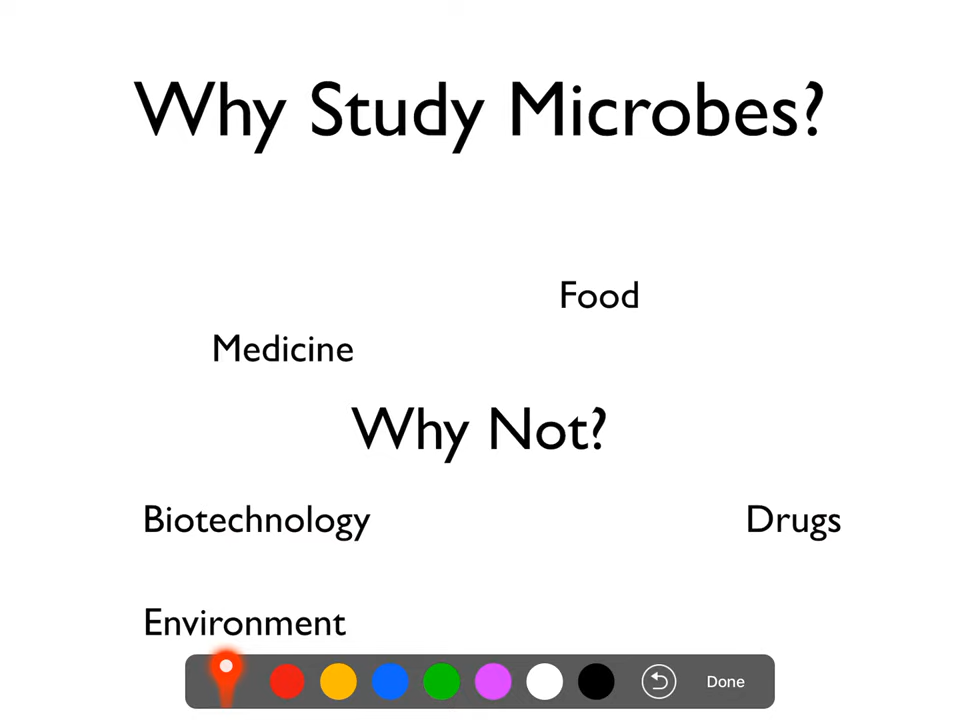 Why Study Microbes?
Food
Medicine
Why Not?
Biotechnology
Drugs
Environment
Done